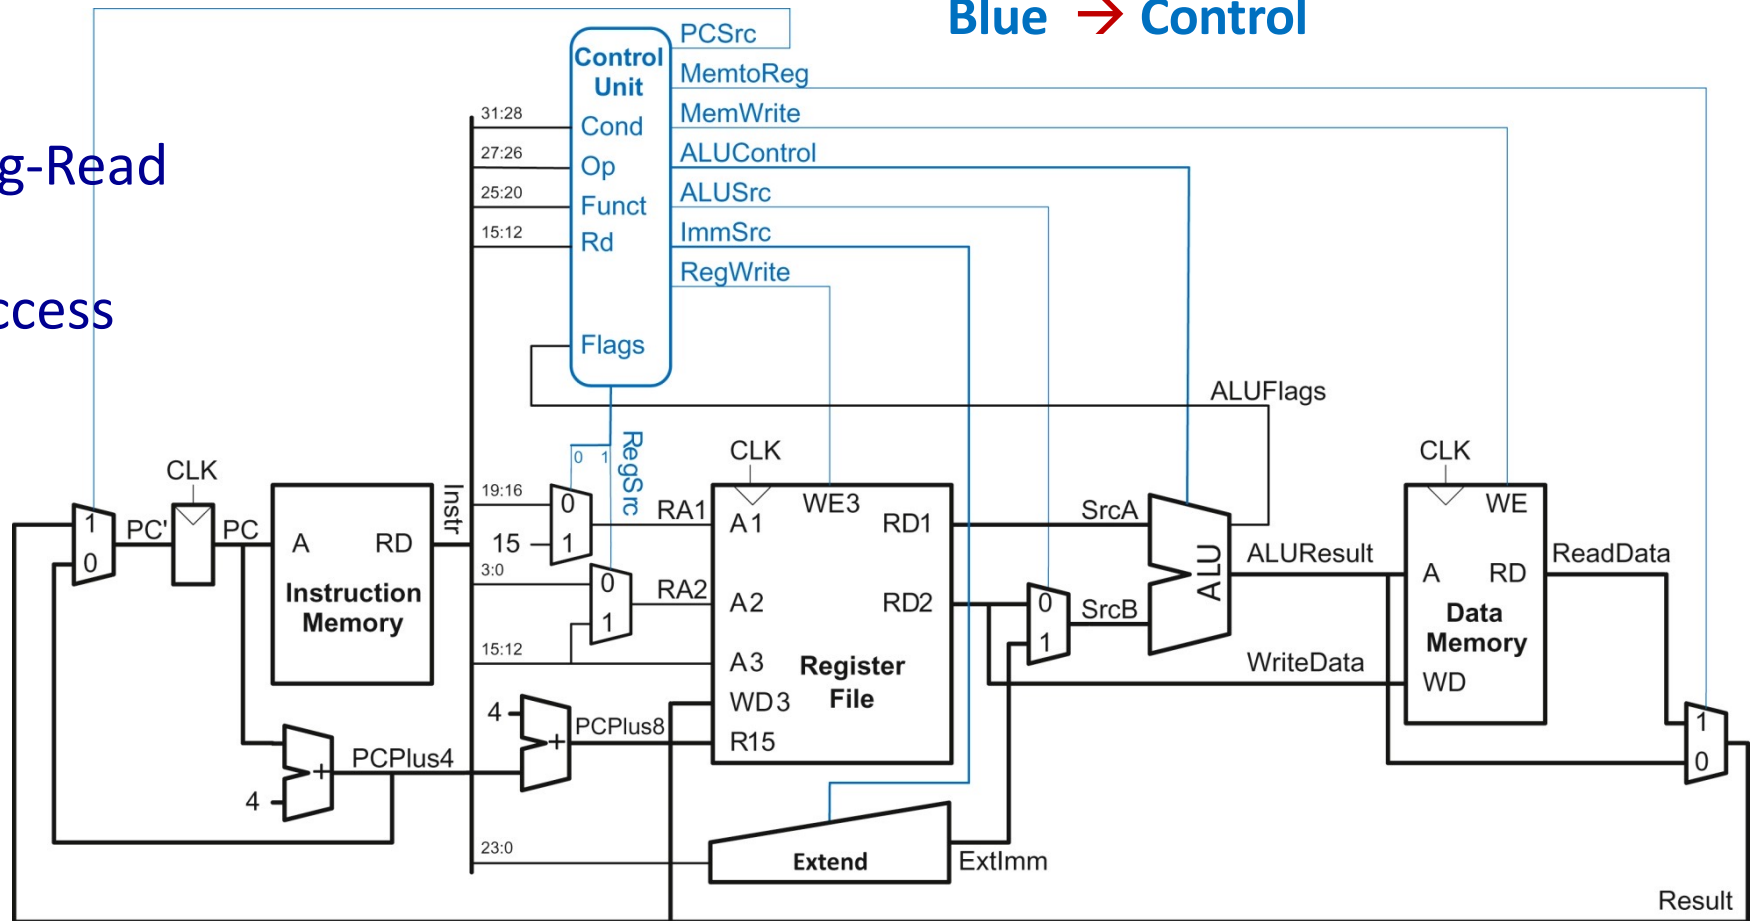 Blue → Control
g-Read
ccess
Control
Unit
Cond
Op
Funct
Rd
Flags
PCSrc
MemtoReg
MemWrite
ALUControl
ALUSrc
ImmSrc
RegWrite
31:28
27:26
25:20
15:12
ALUFlags
RegSrc
0 1
CLK
PC'
PC
1
0
A RD
Instruction
Memory
Instr
19:16
15
3:0
15:12
0
1
0
1
RA1
RA2
CLK
WE3
A1
RD1
A2
RD2
A3
WD3
R15
Register
File
SrcA
0
1
SrcB
ALU
ALUResult
WriteData
CLK
WE
A RD
Data
Memory
WD
ReadData
1
0
4
+
PCPlus8
PCPlus4
+
4
23:0
Extend
ExtImm
Result